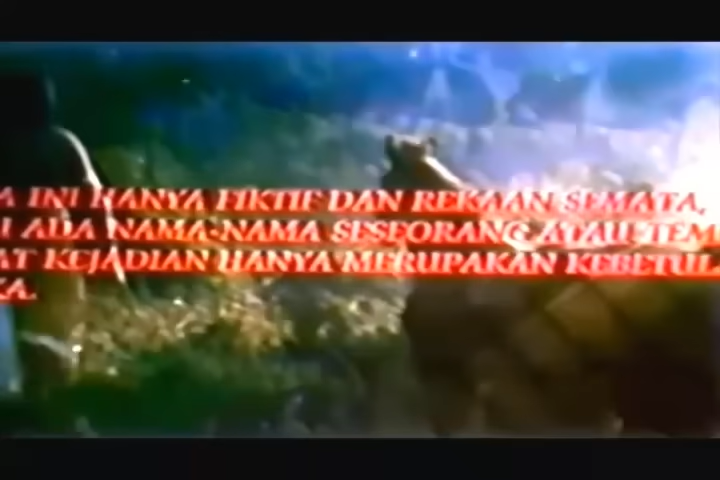 A INI HANYA FIKTIF DAN REKAAN SEMATA,
I ADA NAMA-NAMA SESEORANG ATAU TEM
AT KEJADIAN HANYA MERUPAKAN KEBETUL
KA.